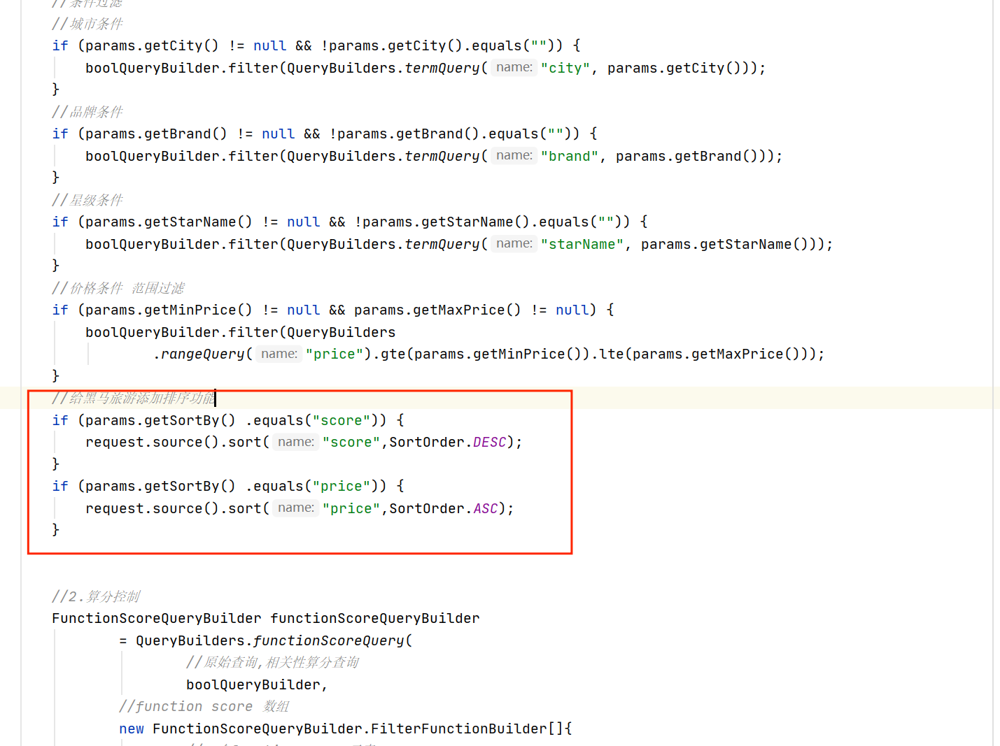 //条件过滤
//城市条件
if (params.getCity() != null && !params.getCity().equals("")) {
boolQueryBuilder.filter(QueryBuilders.termQuery( name: "city", params.getCity()));
}
//品牌条件
if (params.getBrand() != null && !params.getBrand().equals("")) {
boolQueryBuilder.filter(QueryBuilders.termQuery( name: "brand", params.getBrand()));
}
//星级条件
if (params.getStarName() != null && !params.getStarName().equals("")) {
boolQueryBuilder.filter(QueryBuilders.termQuery( name: "starName", params.getStarName()));
}
//价格条件 范围过滤
if (params.getMinPrice() != null && params.getMaxPrice() != null) {
boolQueryBuilder.filter(QueryBuilders
.rangeQuery( name: "price").gte(params.getMinPrice()).lte(params.getMaxPrice()));
}
//给黑马旅游添加排序功能
if (params.getSortBy() .equals("score")) {
request.source().sort( name: "score",SortOrder.DESC);
}
if (params.getSortBy() .equals("price")) {
request.source().sort( name: "price",SortOrder.ASC);
}
//2.算分控制
FunctionScoreQueryBuilder functionScoreQueryBuilder
= QueryBuilders.functionScoreQuery(
//原始查询,相关性算分查询
boolQueryBuilder,
//function score 数组
new FunctionScoreQueryBuilder.FilterFunctionBuilder[]{